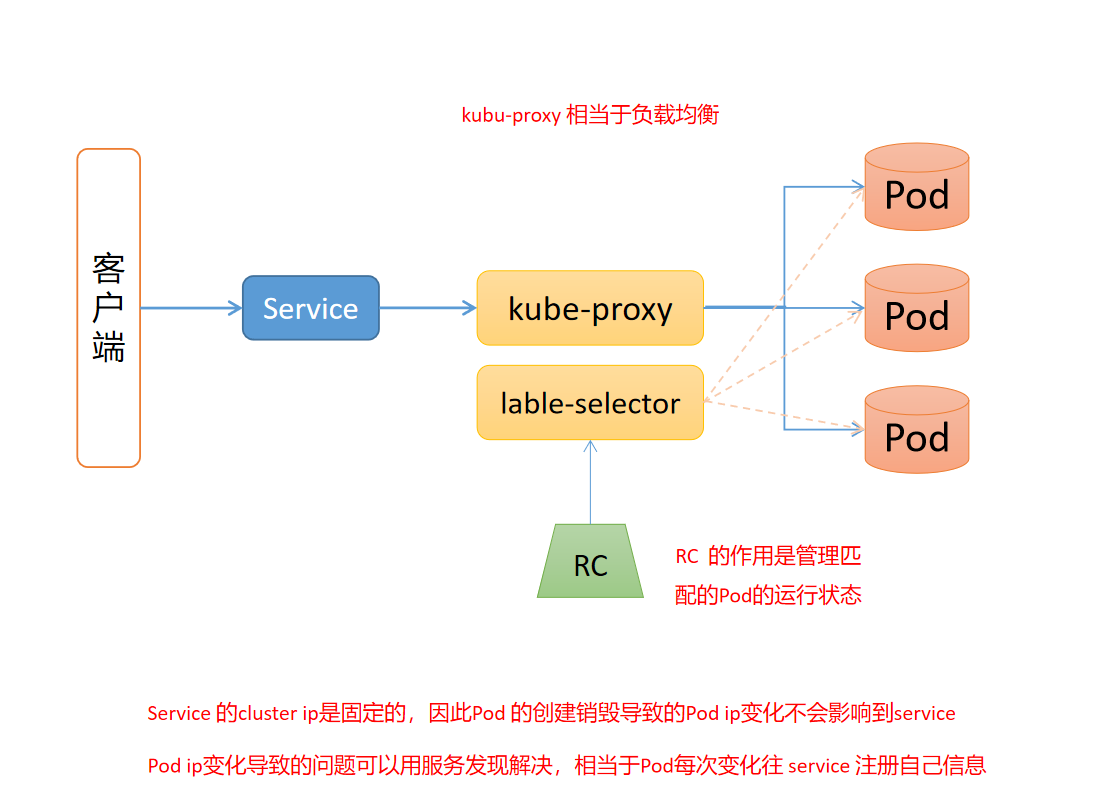 kubu-proxy 相当于负载均衡
客
户
端
Service
kube-proxy
lable-selector
Pod
Pod
Pod
RC
RC 的作用是管理匹
配的Pod的运行状态
Service 的cluster ip是固定的，因此Pod 的创建销毁导致的Pod ip变化不会影响到service
Pod ip变化导致的问题可以用服务发现解决，相当于Pod每次变化往 service 注册自己信息